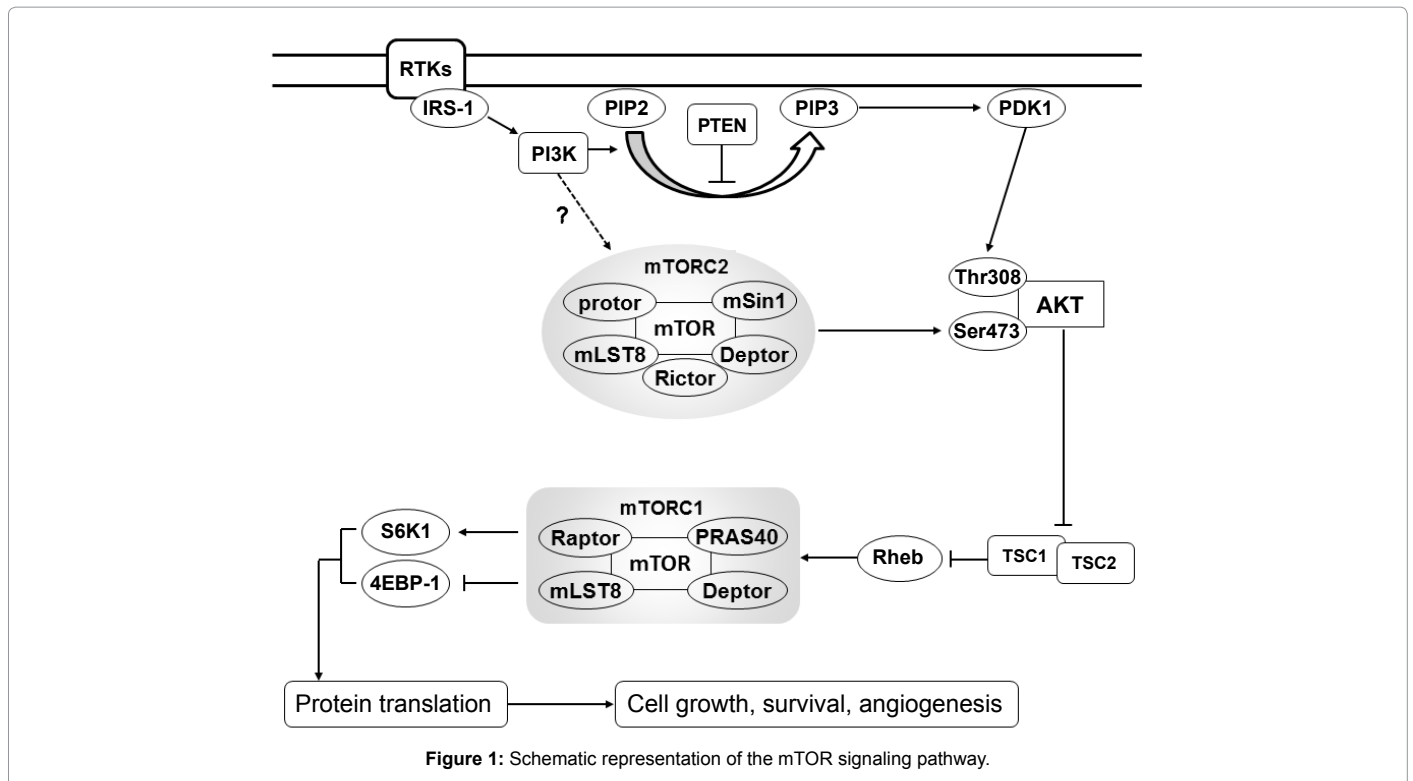 RTKs
IRS-1
PIP2
PTEN
PIP3
PDK1
PI3K
?
mTORC2
protor
mSin1
mTOR
mLST8
Deptor
Rictor
Thr308
AKT
Ser473
mTORC1
Raptor
PRAS40
mTOR
mLST8
Deptor
S6K1
4EBP-1
Rheb
TSC1
TSC2
Protein translation
Cell growth, survival, angiogenesis
Figure 1: Schematic representation of the mTOR signaling pathway.